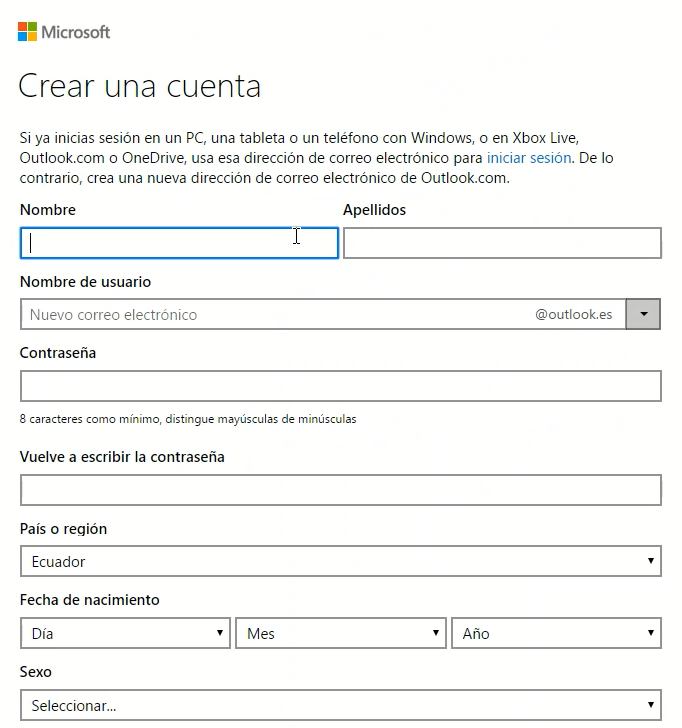 Microsoft
Crear una cuenta
Si ya inicias sesión en un PC, una tableta o un teléfono con Windows, o en Xbox Live,
Outlook.com o OneDrive, usa esa dirección de correo electrónico para iniciar sesión. De lo
contrario, crea una nueva dirección de correo electrónico de Outlook.com.
Nombre Apellidos
Nombre de usuario
Nuevo correo electrónico @outlook.es
Contraseña
8 caracteres como mínimo, distingue mayúsculas de minúsculas
Vuelve a escribir la contraseña
País o región
Ecuador
Fecha de nacimiento
Día Mes Año
Sexo
Seleccionar...